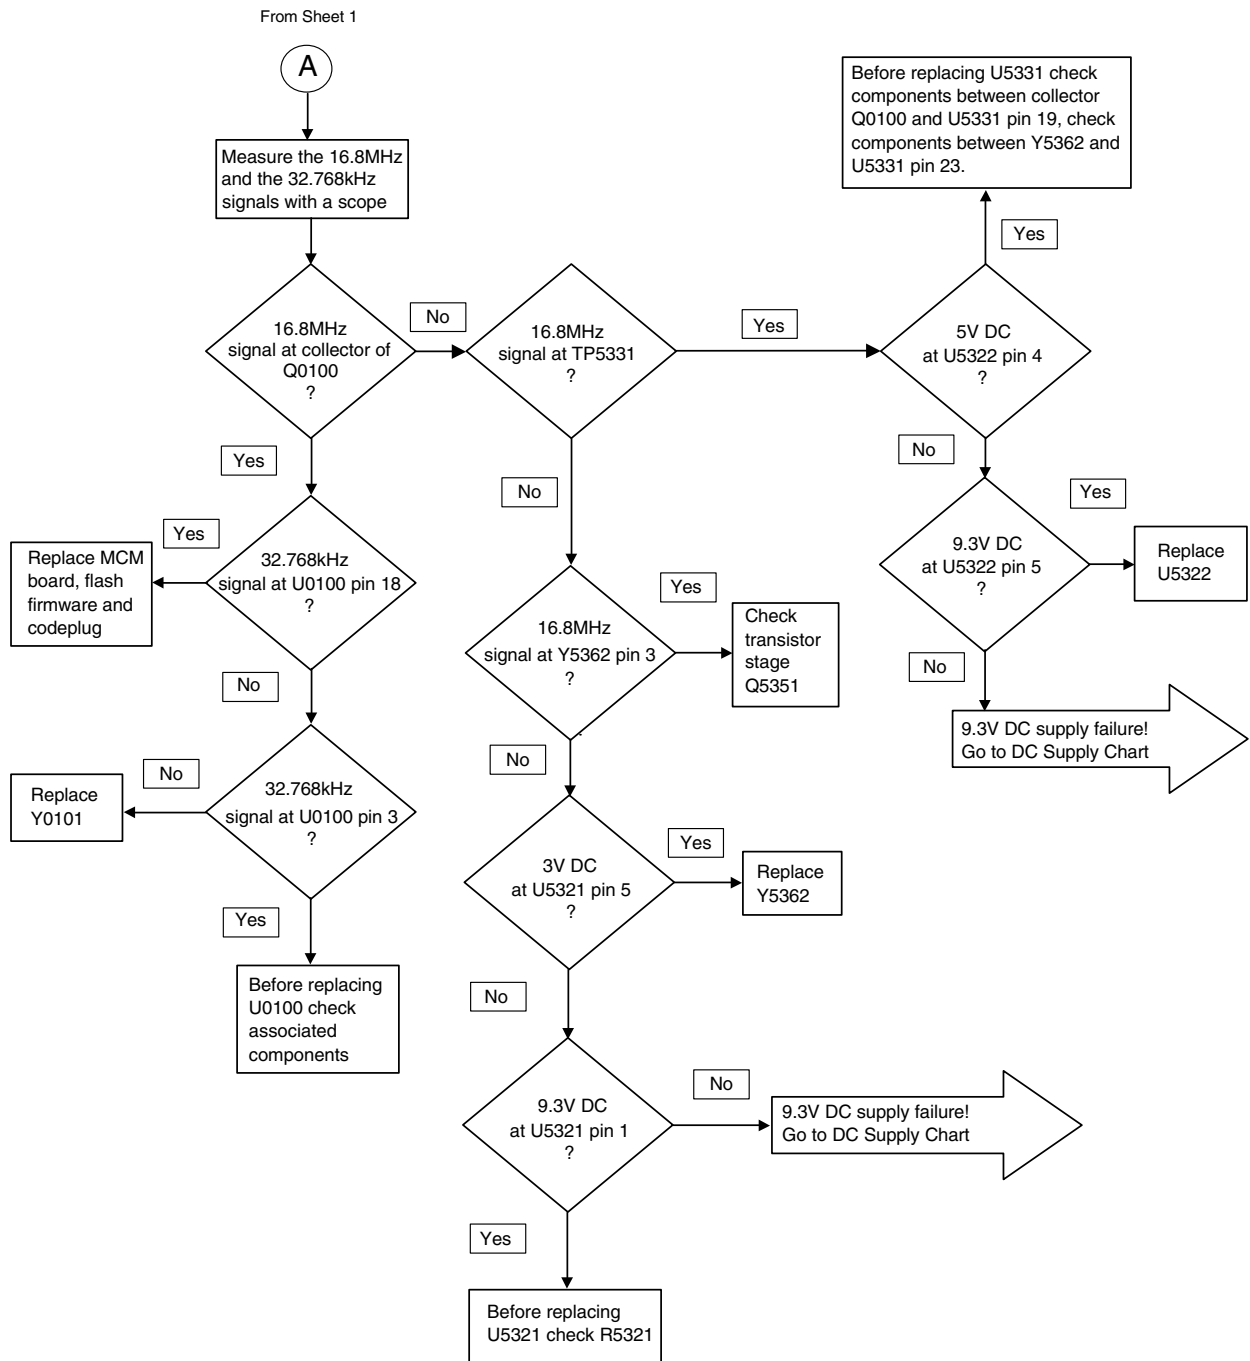 From Sheet 1
A
Measure the 16.8MHz
and the 32.768kHz
signals with a scope
Before replacing U5331 check
components between collector
Q0100 and U5331 pin 19, check
components between Y5362 and
U5331 pin 23.
Yes
16.8MHz
signal at collector of
Q0100
?
No
16.8MHz
signal at TP5331
?
Yes
5V DC
at U5322 pin 4
?
Yes
No
No
Yes
Replace MCM
board, flash
firmware and
codeplug
Yes
32.768kHz
signal at U0100 pin 18
?
9.3V DC
at U5322 pin 5
?
Replace
U5322
16.8MHz
signal at Y5362 pin 3
?
Yes
Check
transistor
stage
Q5351
No
No
9.3V DC supply failure!
Go to DC Supply Chart
No
Replace
Y0101
No
32.768kHz
signal at U0100 pin 3
?
3V DC
at U5321 pin 5
?
Yes
Replace
Y5362
Yes
Before replacing
U0100 check
associated
components
No
9.3V DC
at U5321 pin 1
?
No
9.3V DC supply failure!
Go to DC Supply Chart
Yes
Before replacing
U5321 check R5321